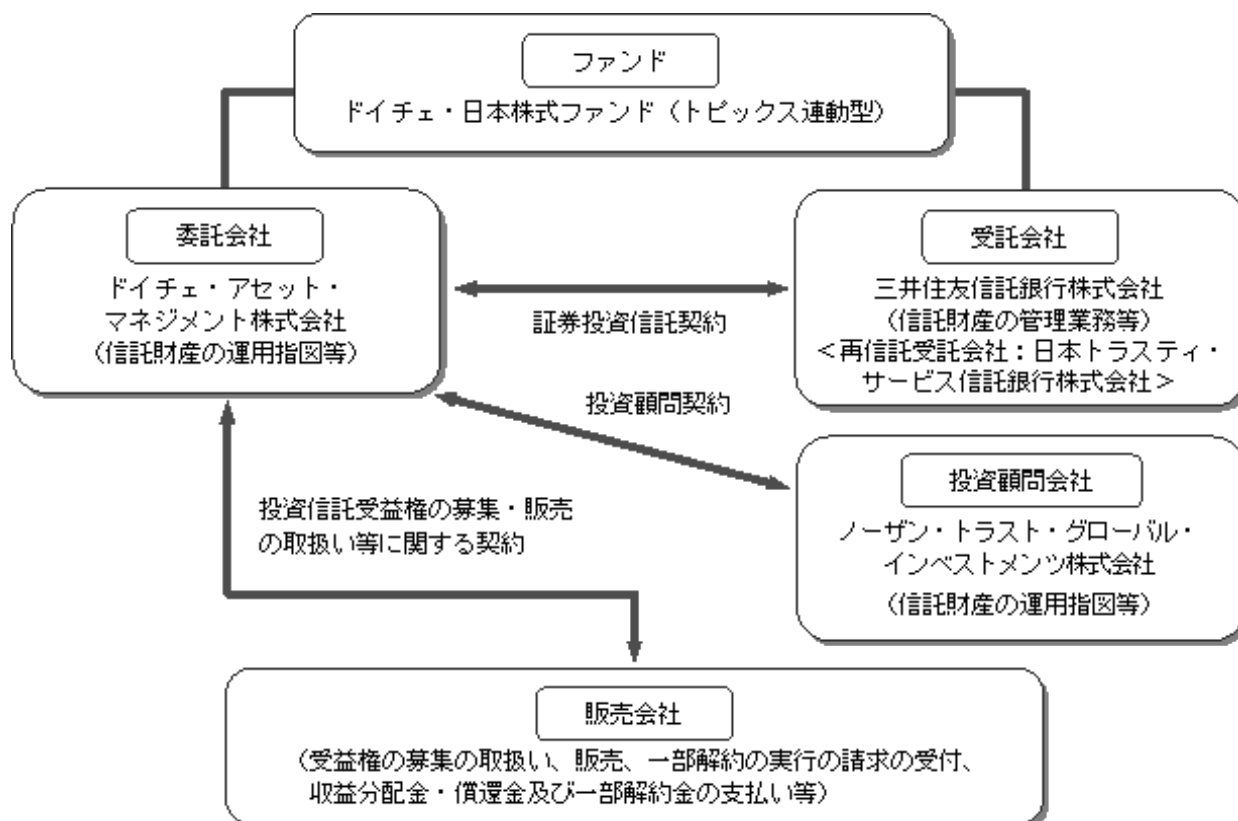 ファンド
ドイチェ・日本株式ファンド（トピックス連動型）
委託会社
ドイチェ・アセット・
マネジメント株式会社
（信託財産の運用指図等）
証券投資信託契約
受託会社
三井住友信託銀行株式会社
（信託財産の管理業務等）
＜再信託受託会社：日本トラスティ・
サービス信託銀行株式会社＞
投資顧問契約
投資顧問会社
ノーザン・トラスト・グローバル・
インベストメンツ株式会社
（信託財産の運用指図等）
投資信託受益権の募集・販売
の取扱い等に関する契約
販売会社
（受益権の募集の取扱い、販売、一部解約の実行の請求の受付、
収益分配金・償還金及び一部解約金の支払い等）